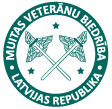 MUITAS VETERĀNU BIEDRĪBA
• LATVIJAS REPUBLIKA •